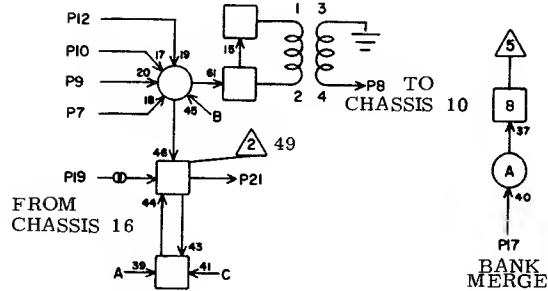 P12
1
3
5
15
P10
17
19
8
P9
20
61
P8
TO
CHASSIS 10
2
4
P7
18
45
B
37
A
46
2
49
40
P19
P21
FROM
CHASSIS 16
44
43
P17
BANK
MERGE
A
39
41
C